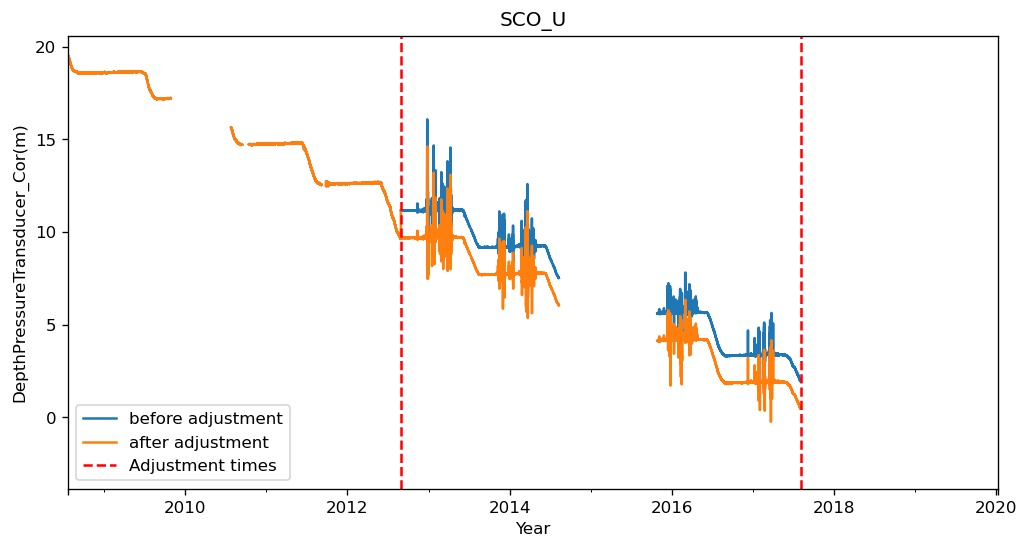 SCO_U
DepthPressureTransducer_Cor(m)
20
15
10
5
0
before adjustment
after adjustment
Adjustment times
2010 2012 2014 2016 2018 2020
Year